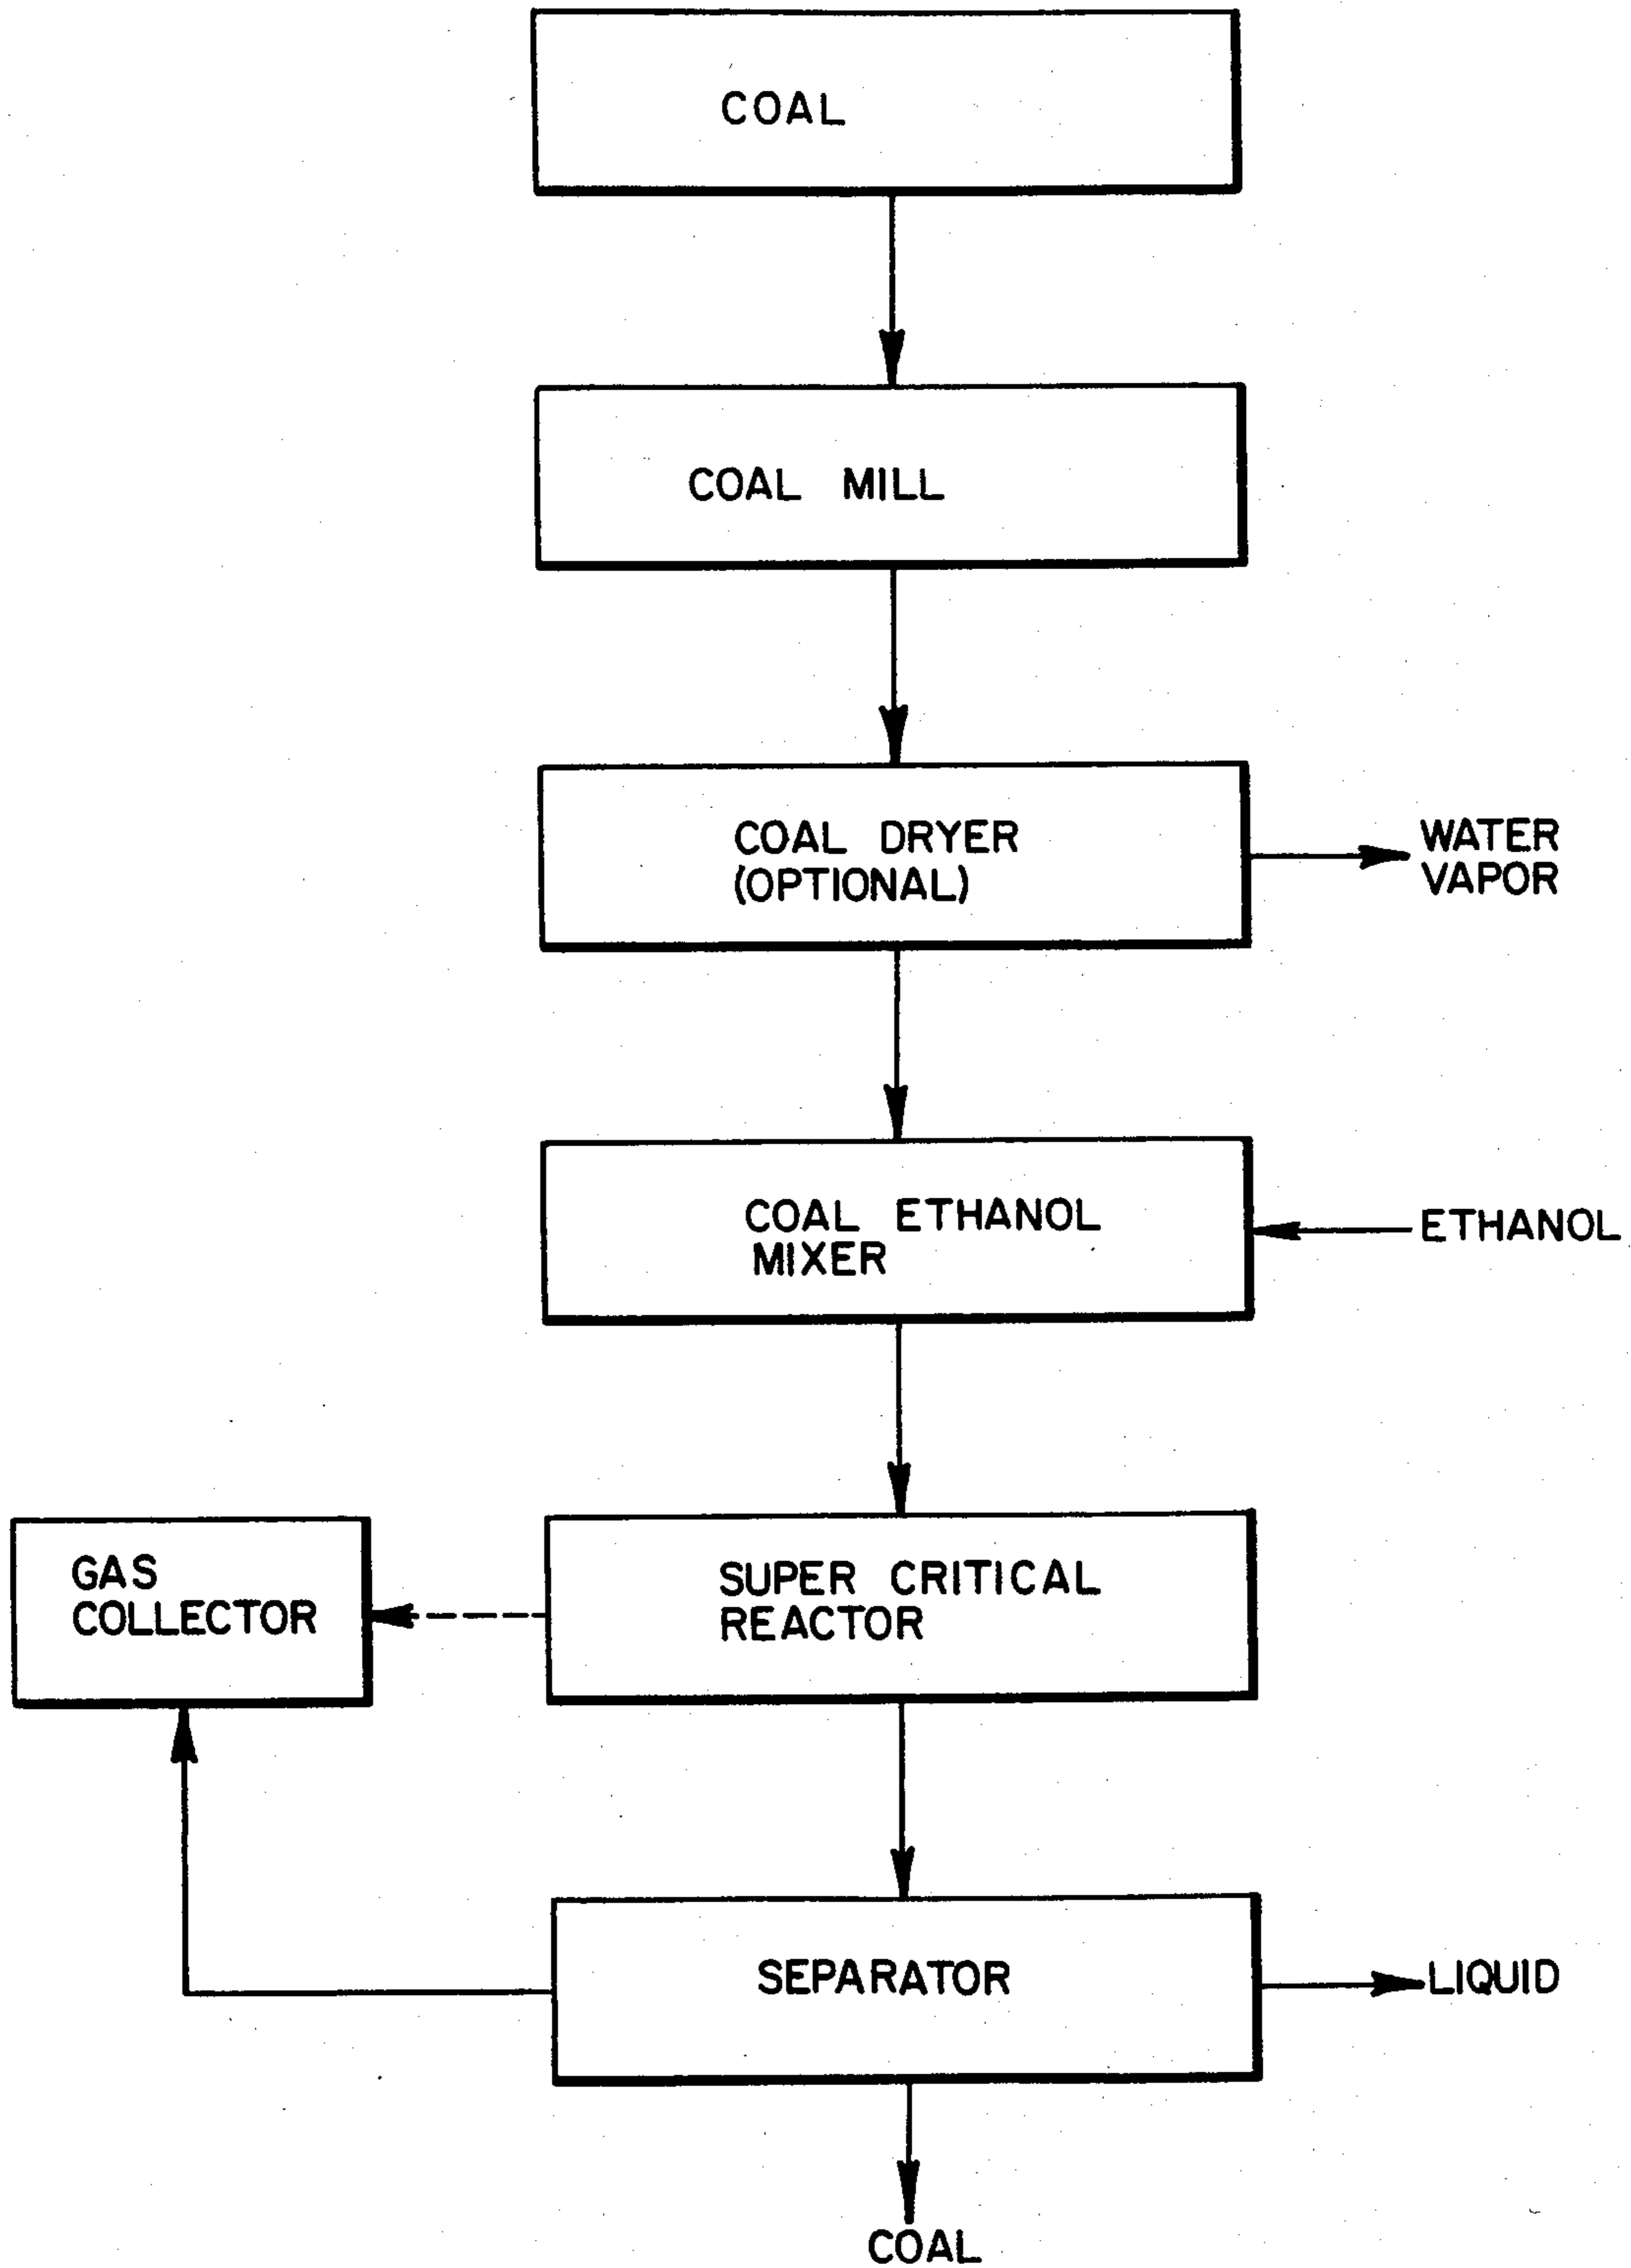 COAL
COAL MILL
COAL DRYER
(OPTIONAL)
WATER
VAPOR
COAL ETHANOL
MIXER
ETHANOL
GAS
COLLECTOR
SUPER CRITICAL
REACTOR
SEPARATOR
LIQUID
COAL